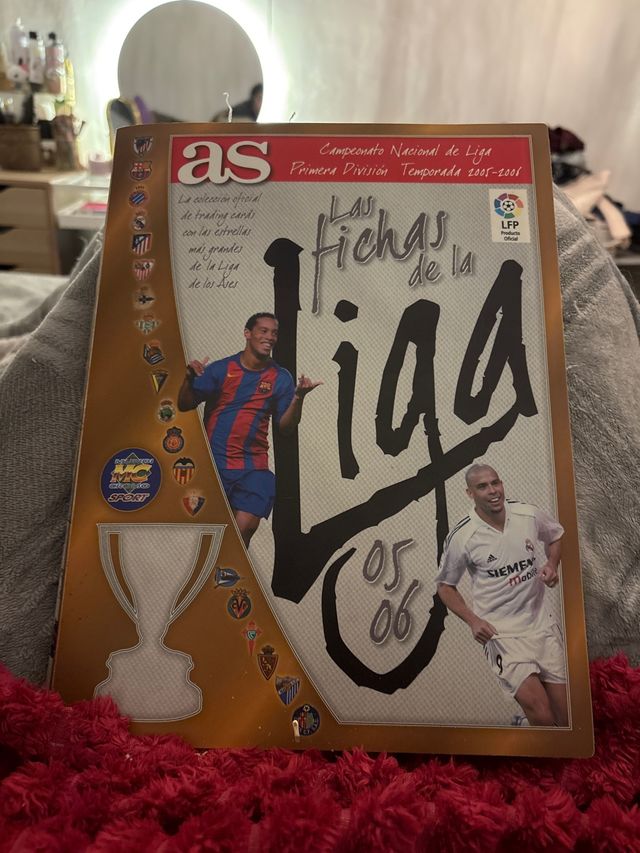 as
Campeonato Nacional de Liga
Primera División Temporada 2005-2006
La colección oficial
de trading cards
con las estrellas
más grandes
de la Liga
de los Ases
LFP
Producto
Oficial
Las
fichas
de la
Liga
05
06
MC
SPORT
SIEMENS
mobile
9